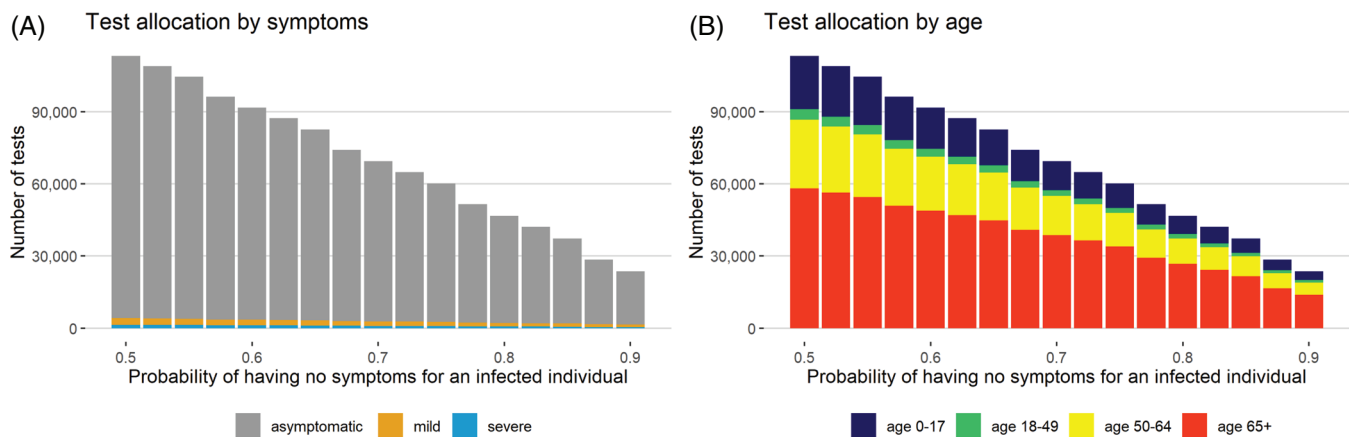 (A) Test allocation by symptoms
Number of tests
90,000
60,000
30,000
0
0.5 0.6 0.7 0.8 0.9
Probability of having no symptoms for an infected individual
asymptomatic mild severe
(B) Test allocation by age
Number of tests
90,000
60,000
30,000
0
0.5 0.6 0.7 0.8 0.9
Probability of having no symptoms for an infected individual
age 0-17 age 18-49 age 50-64 age 65+